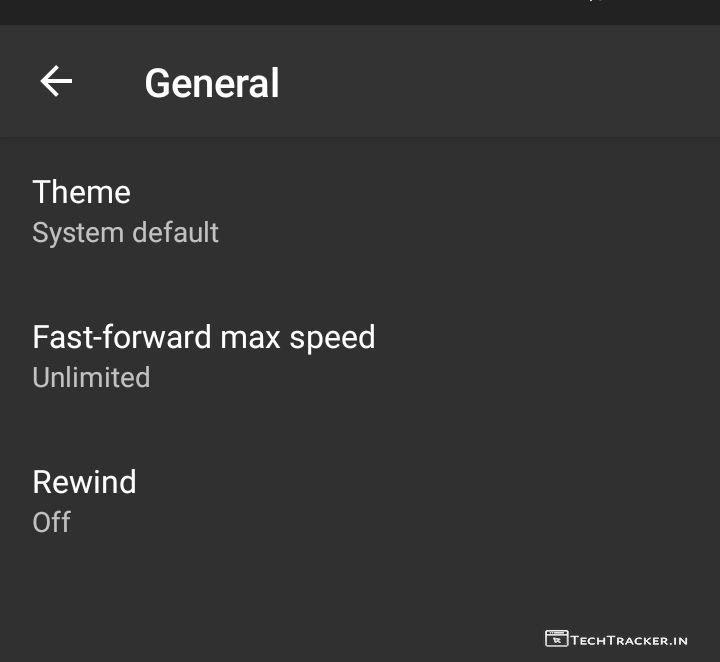 General
Theme
System default
Fast-forward max speed
Unlimited
Rewind
Off
TECHTRACKER.IN